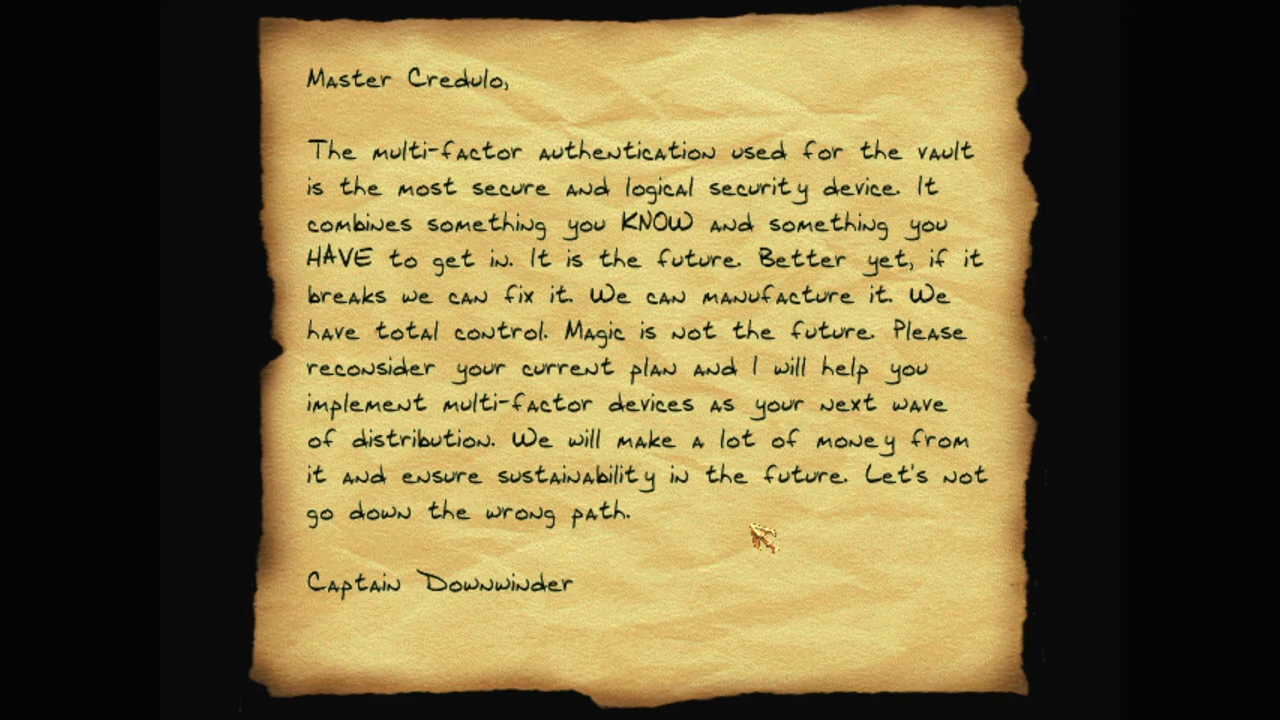 Master Credulo,
The multi-factor authentication used for the vault
is the most secure and logical security device. It
combines something you KNOW and something you
HAVE to get in. It is the future. Better yet, if it
breaks we can fix it. We can manufacture it. We
have total control. Magic is not the future. Please
reconsider your current plan and I will help you
implement multi-factor devices as your next wave
of distribution. We will make a lot of money from
it and ensure sustainability in the future. Let's not
go down the wrong path.
Captain Downwinder